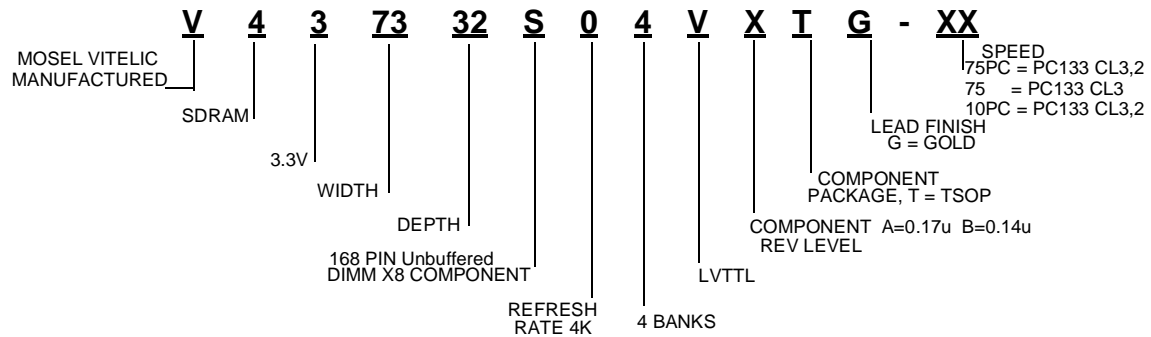 V 4 3 73 32 S 0 4 V X T G - XX
MOSEL VITELIC
MANUFACTURED
SDRAM
3.3V
WIDTH
DEPTH
168 PIN Unbuffered
DIMM X8 COMPONENT
REFRESH
RATE 4K
4 BANKS
LVTTL
COMPONENT A=0.17u B=0.14u
REV LEVEL
COMPONENT
PACKAGE, T = TSOP
LEAD FINISH
G = GOLD
SPEED
75PC = PC133 CL3,2
75 = PC133 CL3
10PC = PC133 CL3,2